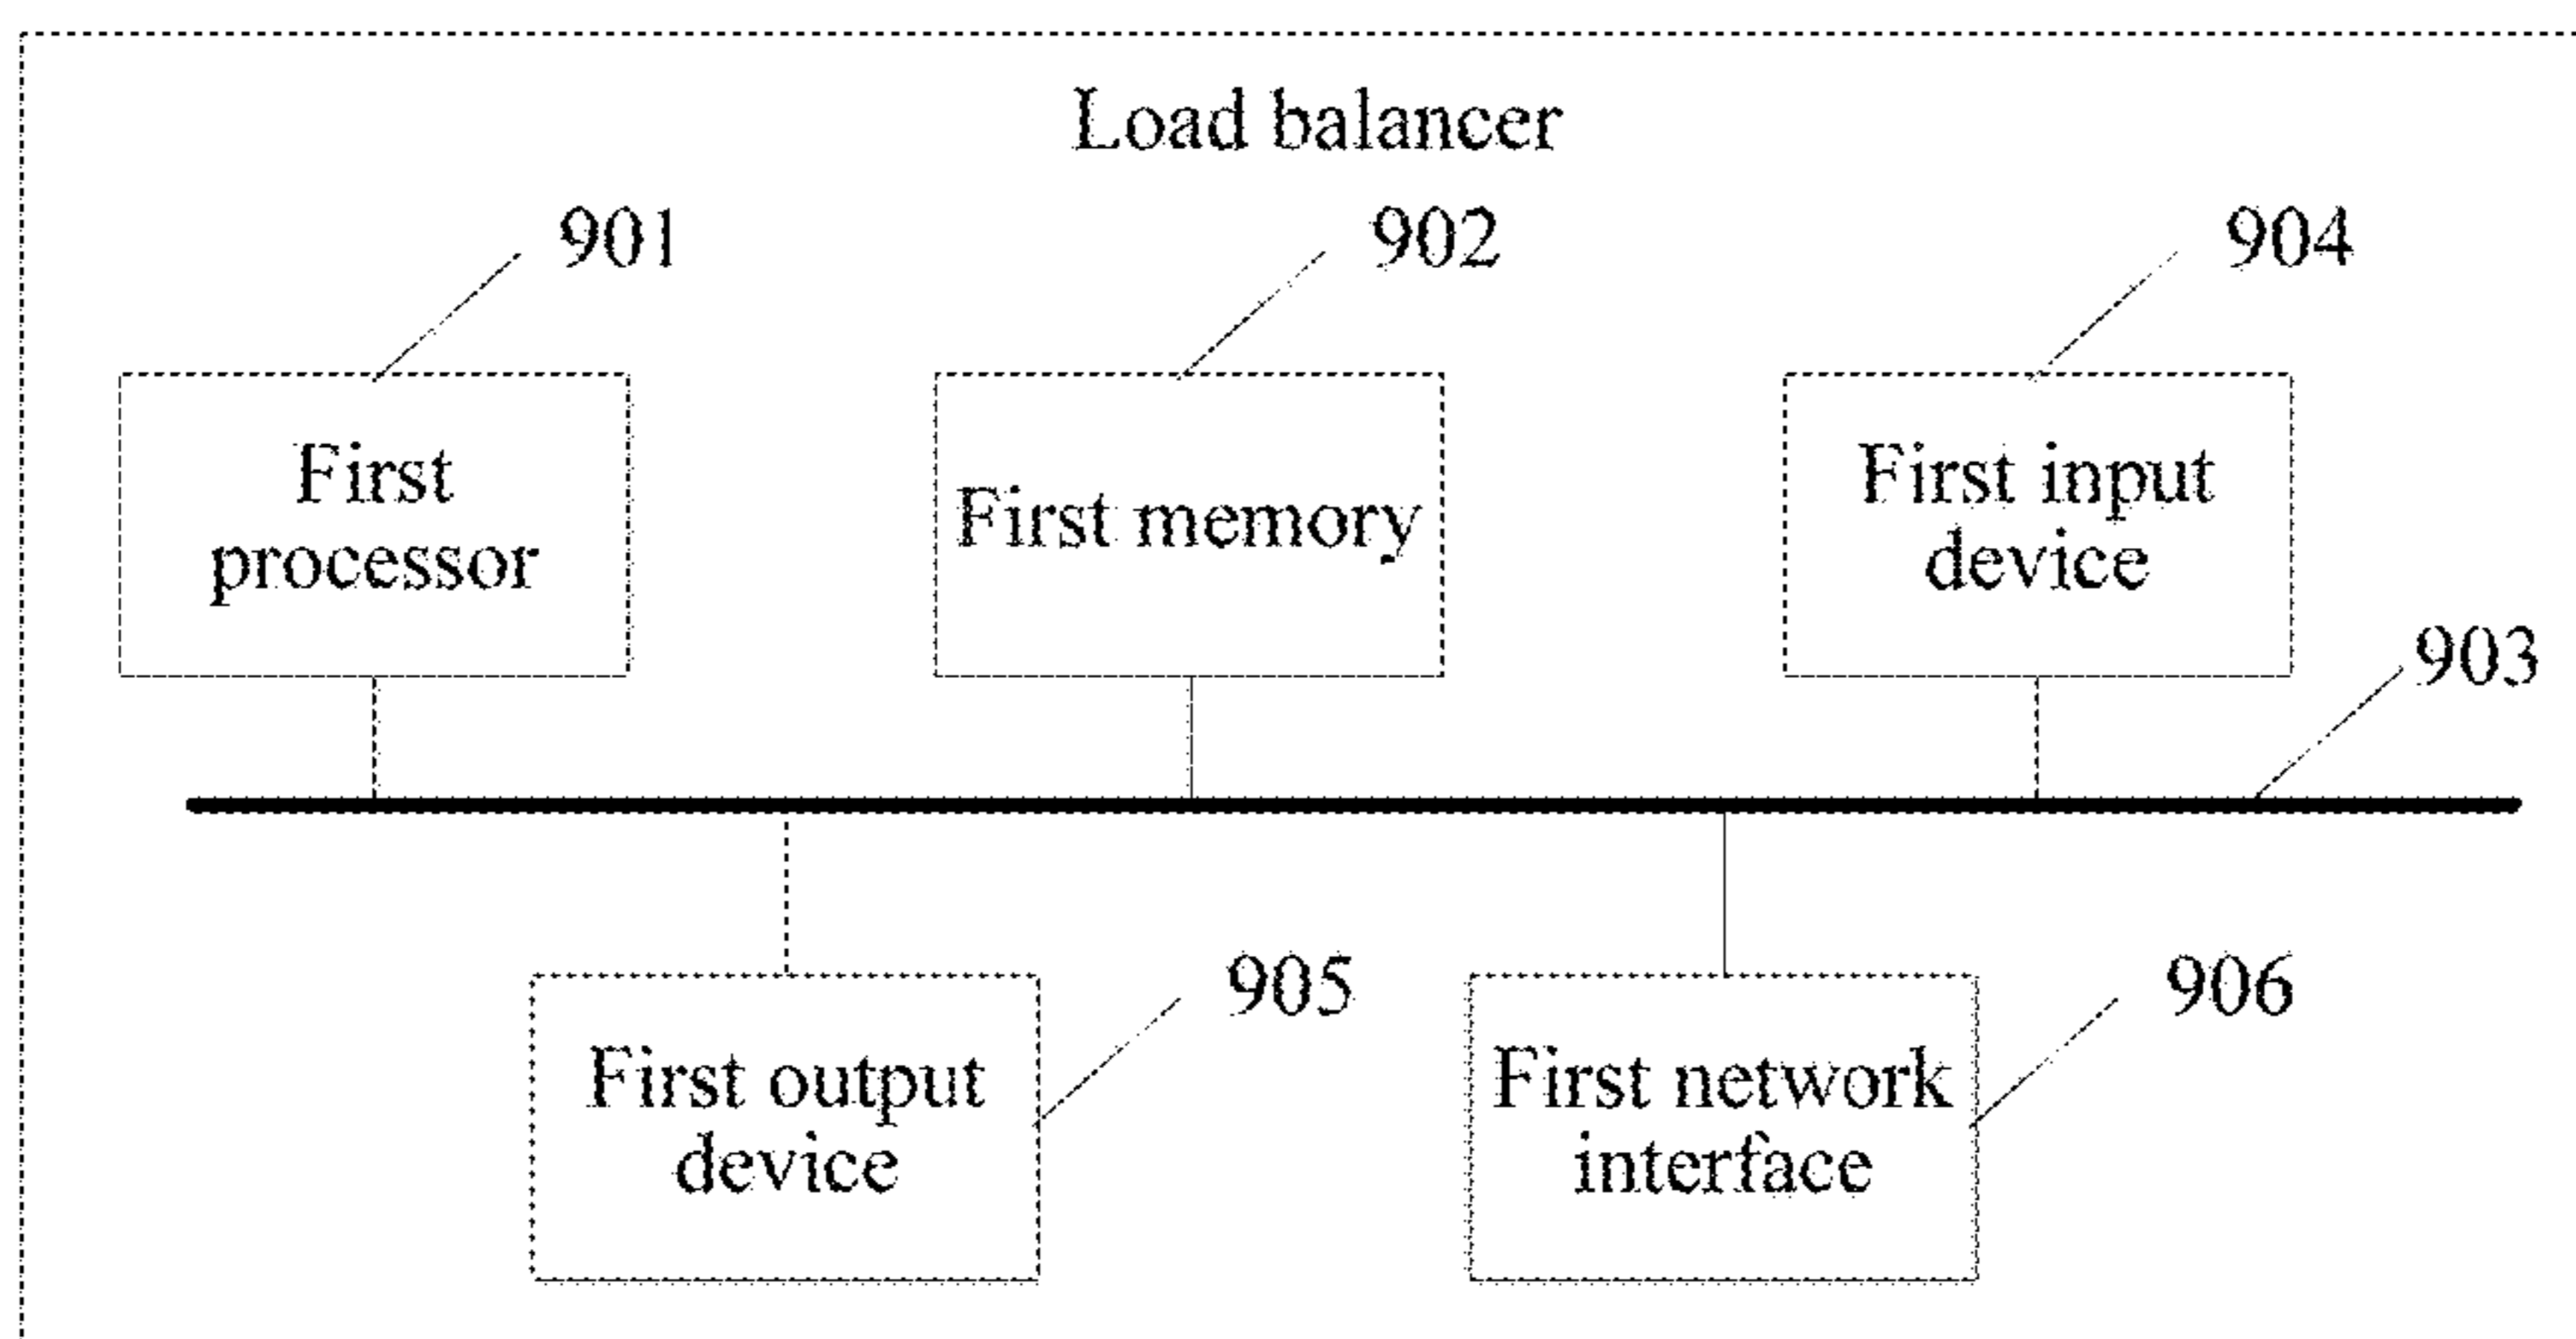 Load balancer
901
902
904
First
processor
First memory
First input
device
903
905
906
First output
device
First network
interface